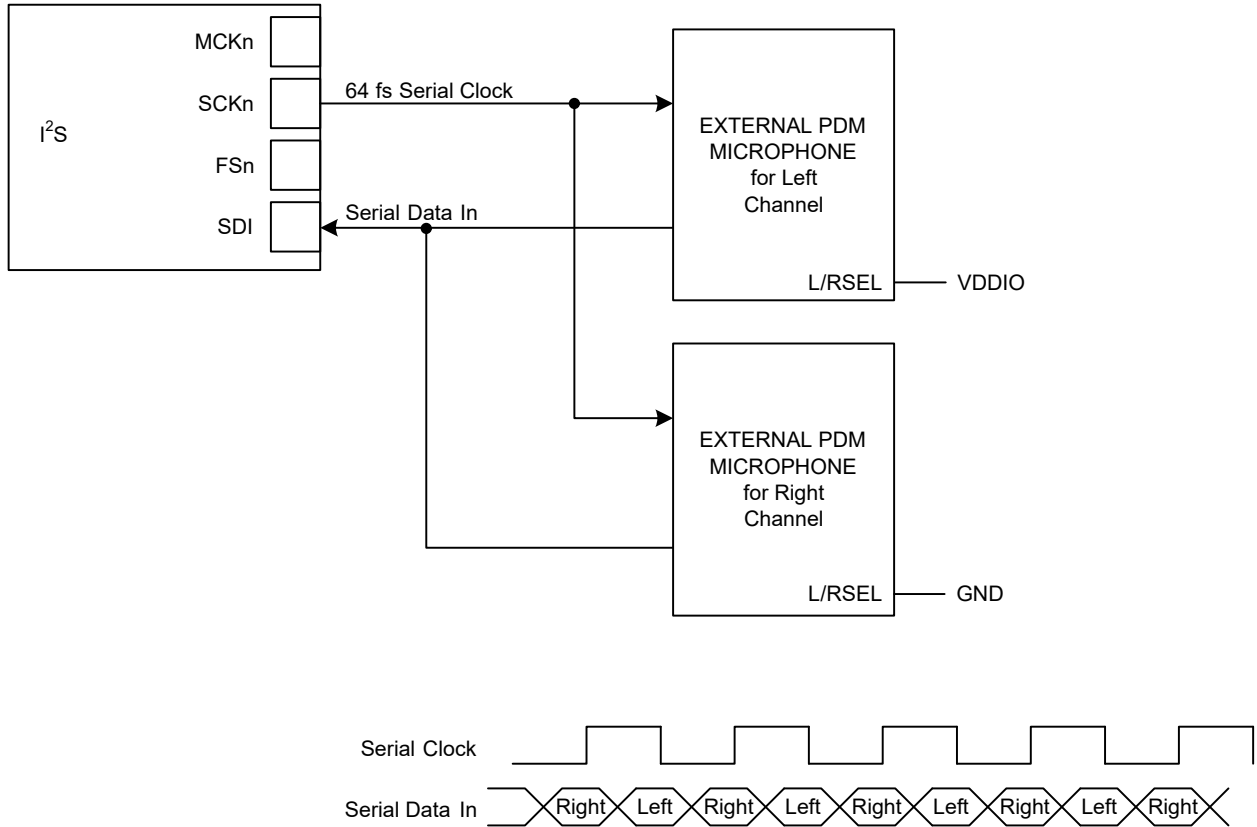 MCKn
SCKn
I²S
FSn
SDI
64 fs Serial Clock
Serial Data In
EXTERNAL PDM
MICROPHONE
for Left
Channel
L/RSEL
VDDIO
EXTERNAL PDM
MICROPHONE
for Right
Channel
L/RSEL
GND
Serial Clock
Serial Data In Right Left Right Left Right Left Right Left Right